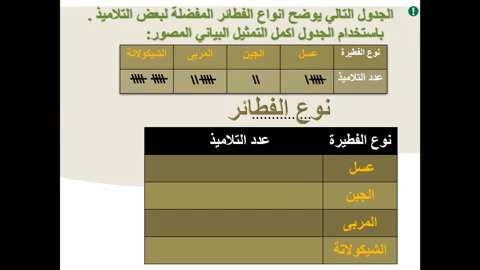 الجدول التالي يوضح انواع الفطائر المفضلة لبعض التلاميذ .
باستخدام الجدول اكمل التمثيل البياني المصور:
نوع الفطيرة عسل الجبن المربى الشيكولاتة
عدد التلاميذ
نوع الفطائر
..............
نوع الفطيرة عدد التلاميذ
عسل
الجبن
المربى
الشيكولاتة